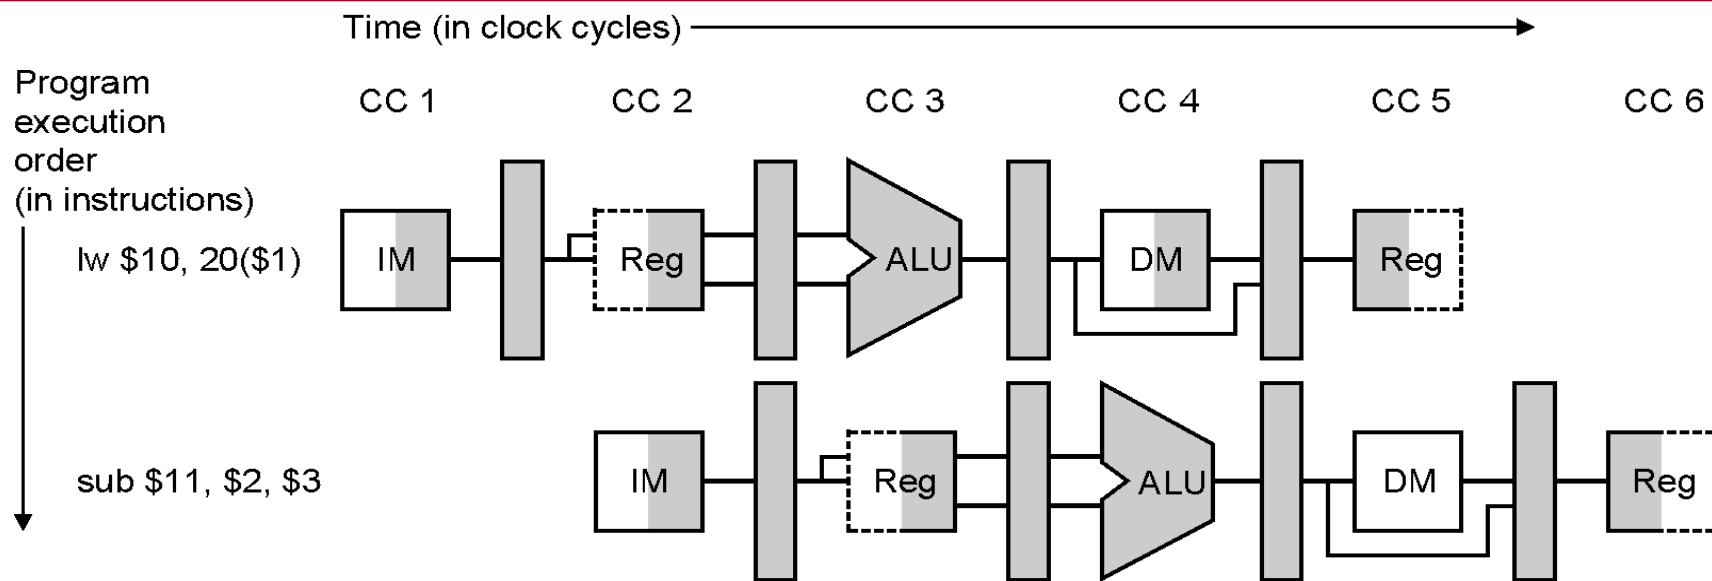 Time (in clock cycles)
Program
execution
order
(in instructions)
CC 1 CC 2 CC 3 CC 4 CC 5 CC 6
lw $10, 20($1)
IM Reg ALU DM Reg
sub $11, $2, $3
IM Reg ALU DM Reg